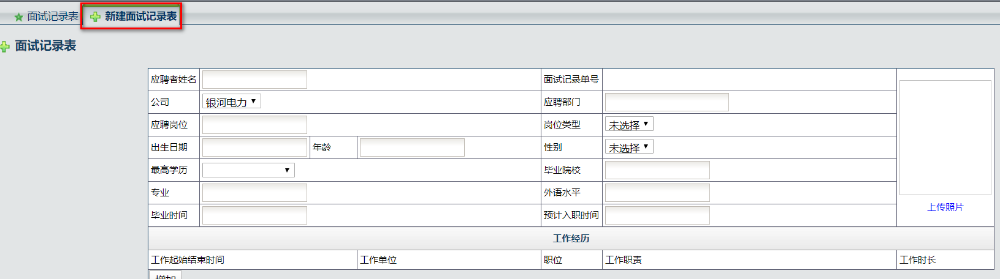 面试记录表 新建面试记录表
面试记录表
应聘者姓名 面试记录单号
公司 银河电力 应聘部门
应聘岗位 岗位类型 未选择
出生日期 年龄 性别 未选择
最高学历 毕业院校
专业 外语水平
毕业时间 预计入职时间
上传照片
工作经历
工作起始结束时间 工作单位 职位 工作职责 工作时长
增加